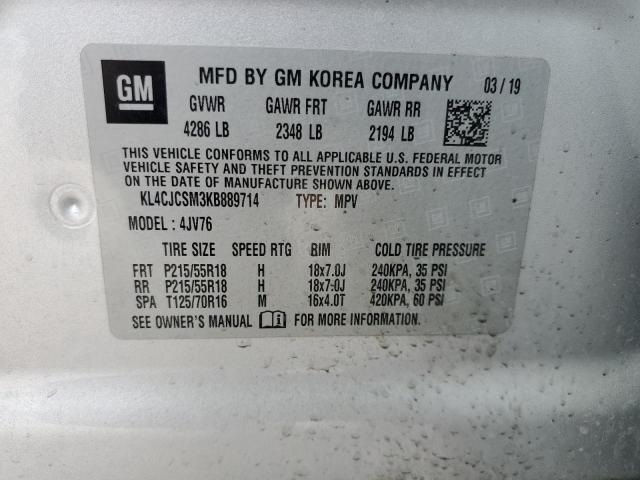 GM MFD BY GM KOREA COMPANY 03/19
GVWR GAWR FRT GAWR RR
4286 LB 2348 LB 2194 LB
THIS VEHICLE CONFORMS TO ALL APPLICABLE U.S. FEDERAL MOTOR
VEHICLE SAFETY AND THEFT PREVENTION STANDARDS IN EFFECT
ON THE DATE OF MANUFACTURE SHOWN ABOVE.
KL4CJCSM3KB889714 TYPE: MPV
MODEL: 4JV76
TIRE SIZE SPEED RTG RIM COLD TIRE PRESSURE
FRT P215/55R18 H 18x7.0J 240KPA, 35 PSI
RR P215/55R18 H 18x7.0J 240KPA, 35 PSI
SPA T125/70R16 M 16x4.0T 420KPA, 60 PSI
SEE OWNER'S MANUAL FOR MORE INFORMATION.